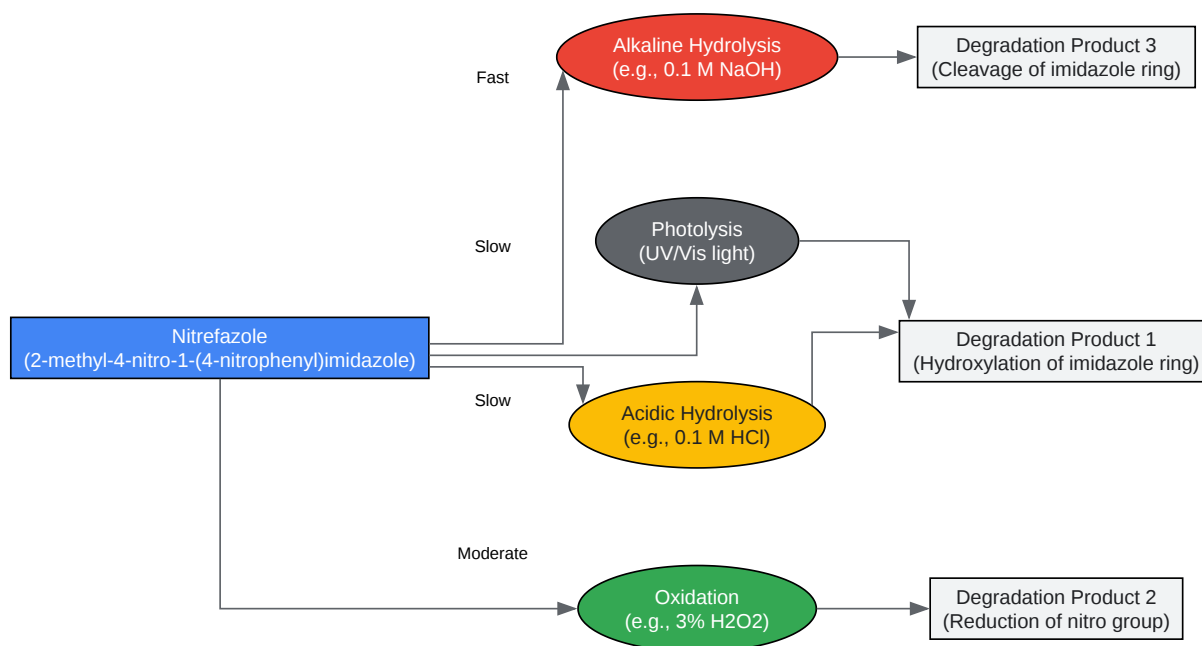 Alkaline Hydrolysis
(e.g., 0.1 M NaOH)
Degradation Product 3
(Cleavage of imidazole ring)
Fast
Photolysis
(UV/Vis light)
Slow
Nitrefazole
(2-methyl-4-nitro-1-(4-nitrophenyl)imidazole)
Degradation Product 1
(Hydroxylation of imidazole ring)
Slow
Acidic Hydrolysis
(e.g., 0.1 M HCl)
Moderate
Oxidation
(e.g., 3% H2O2)
Degradation Product 2
(Reduction of nitro group)